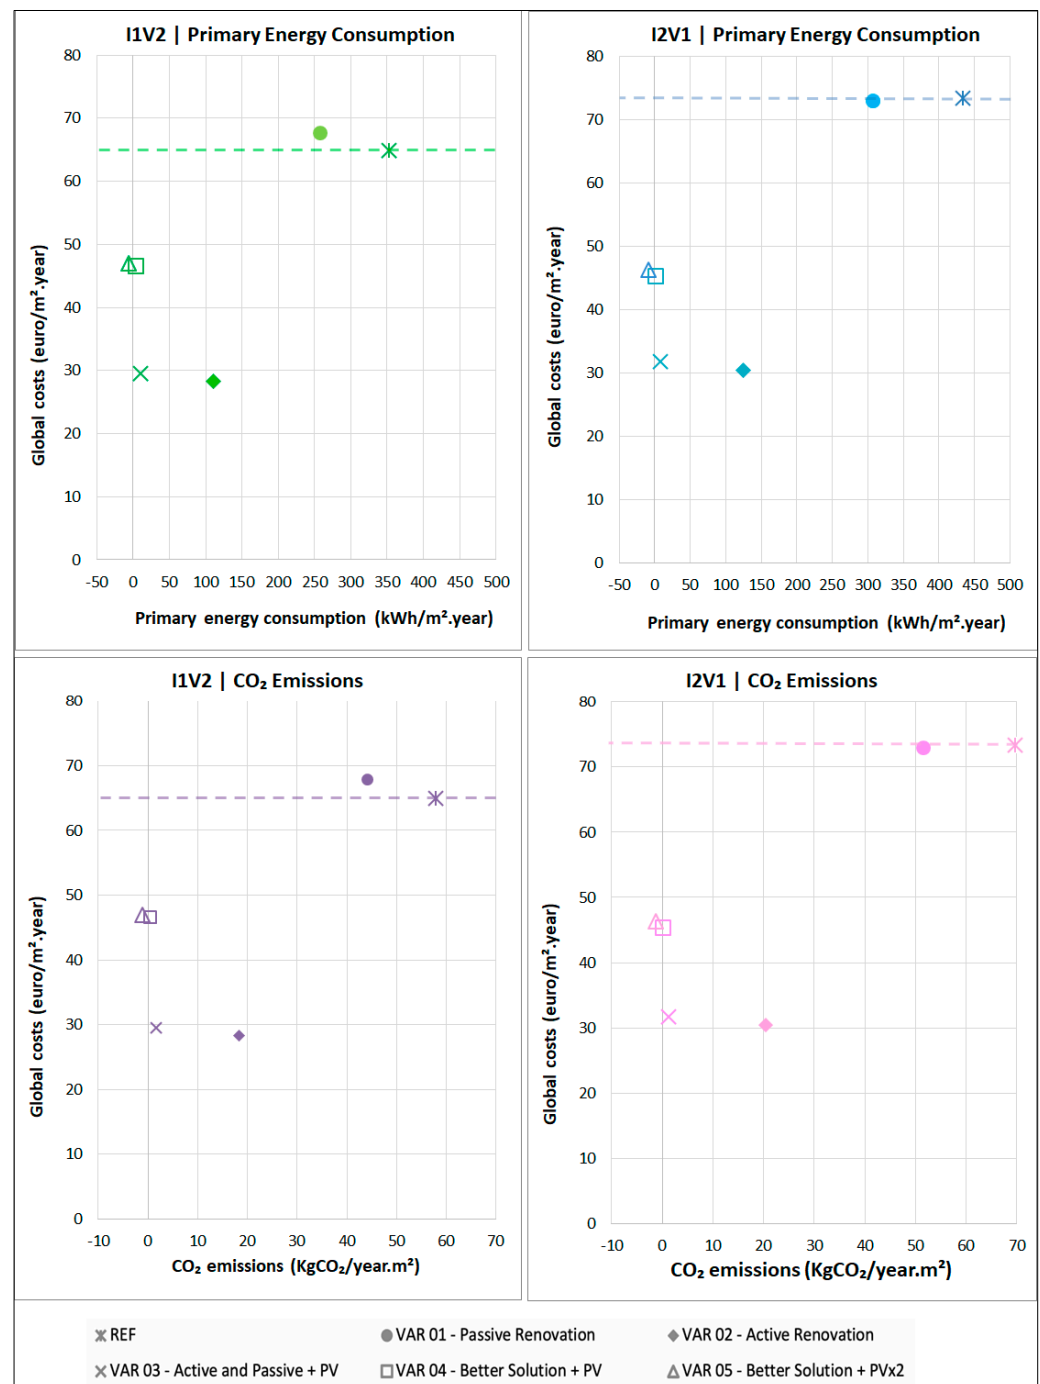 I1V2 | Primary Energy Consumption
80
70
60
50
40
30
20
10
0
-50 0 50 100 150 200 250 300 350 400 450 500
Global costs (euro/m².year)
Primary energy consumption (kWh/m².year)
I2V1 | Primary Energy Consumption
80
70
60
50
40
30
20
10
0
-50 0 50 100 150 200 250 300 350 400 450 500
Global costs (euro/m².year)
Primary energy consumption (kWh/m².year)
I1V2 | CO₂ Emissions
80
70
60
50
40
30
20
10
0
-10 0 10 20 30 40 50 60 70
Global costs (euro/m².year)
CO₂ emissions (KgCO₂/year.m²)
I2V1 | CO₂ Emissions
80
70
60
50
40
30
20
10
0
-10 0 10 20 30 40 50 60 70
Global costs (euro/m².year)
CO₂ emissions (KgCO₂/year.m²)
REF
VAR 01 - Passive Renovation
VAR 02 - Active Renovation
VAR 03 - Active and Passive + PV
VAR 04 - Better Solution + PV
VAR 05 - Better Solution + PVx2